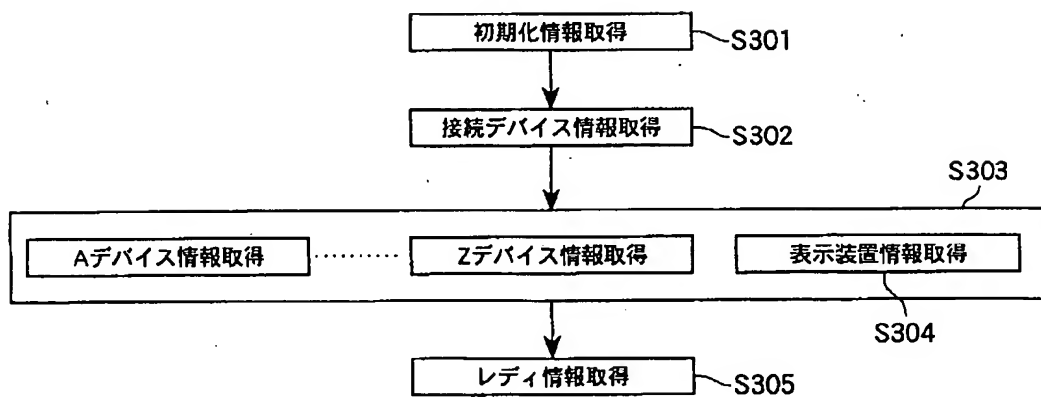 初期化情報取得
S301
接続デバイス情報取得
S302
S303
Aデバイス情報取得
Zデバイス情報取得
表示装置情報取得
S304
レディ情報取得
S305